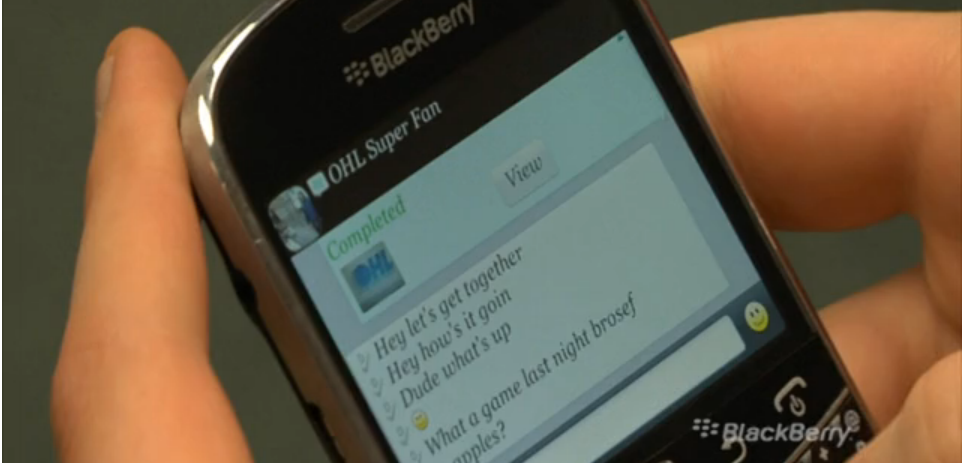 BlackBerry
OHL Super Fan
Completed
View
OHL
Hey let's get together
Hey how's it goin
Dude what's up
What a game last night brosef
apples?
BlackBerry